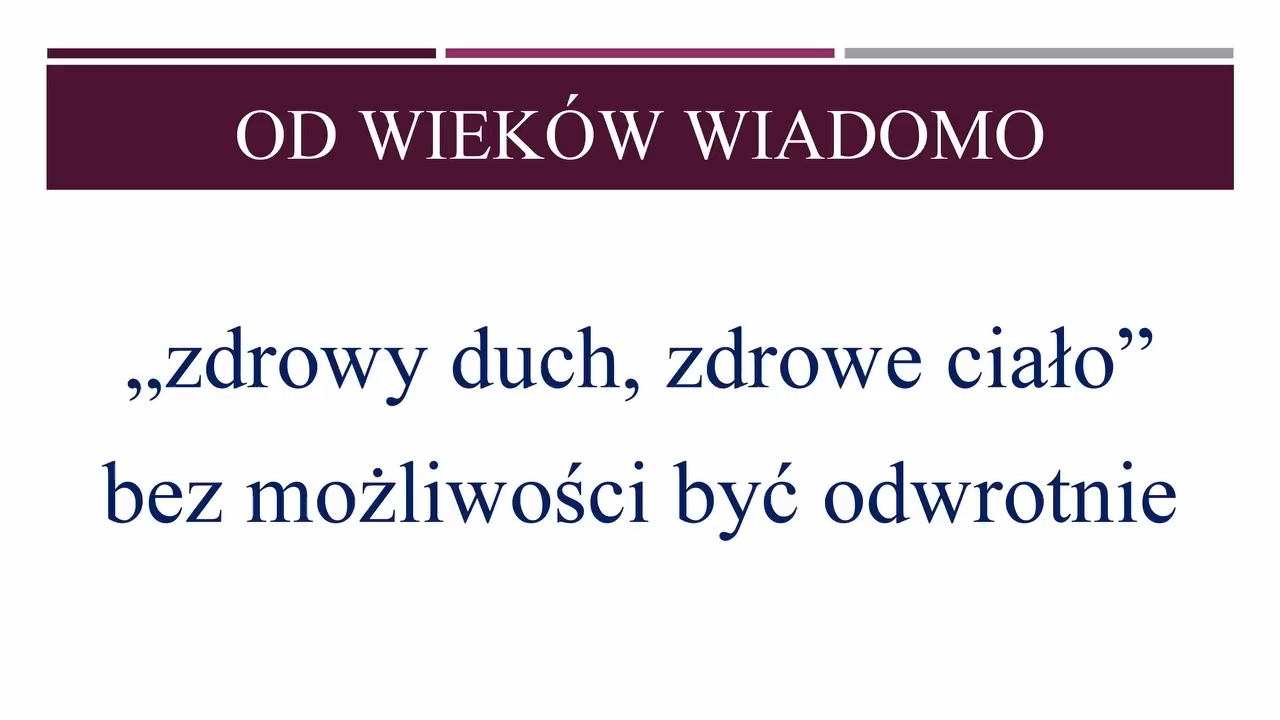 OD WIEKÓW WIADOMO
„zdrowy duch, zdrowe ciało”
bez możliwości być odwrotnie